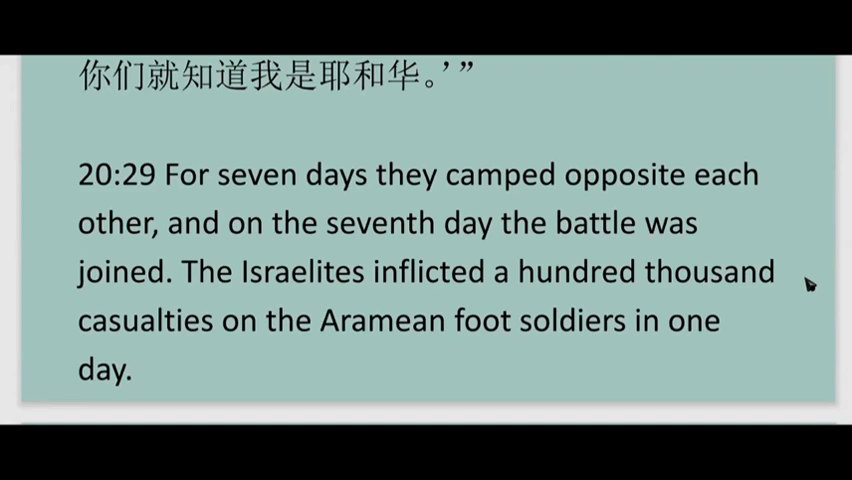 你们就知道我是耶和华。’”
20:29 For seven days they camped opposite each
other, and on the seventh day the battle was
joined. The Israelites inflicted a hundred thousand
casualties on the Aramean foot soldiers in one
day.